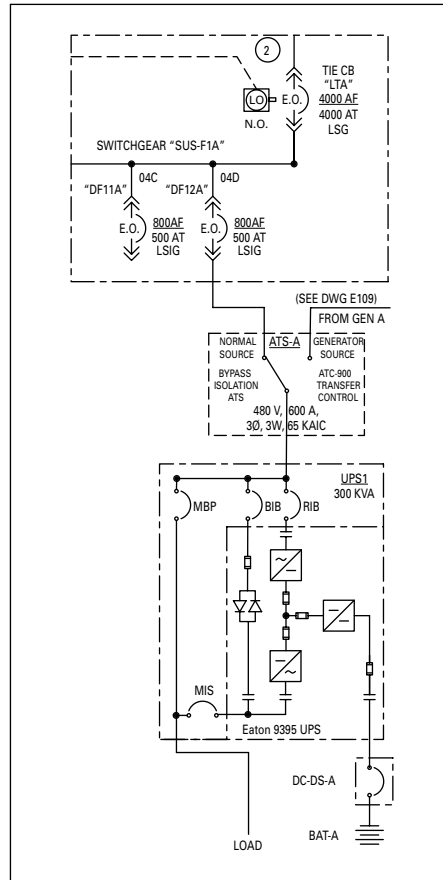 2
TIE CB
"LTA"
4000 AF
4000 AT
LSG
LO
E.O.
N.O.
SWITCHGEAR "SUS-F1A"
"DF11A"
04C
"DF12A"
04D
E.O.
800AF
500 AT
LSIG
E.O.
800AF
500 AT
LSIG
(SEE DWG E109)
FROM GEN A
NORMAL
SOURCE
ATS-A
GENERATOR
SOURCE
BYPASS
ISOLATION
ATS
ATC-900
TRANSFER
CONTROL
480 V, 600 A,
3Ø, 3W, 65 KAIC
UPS1
300 KVA
MBP
BIB
RIB
MIS
Eaton 9395 UPS
DC-DS-A
BAT-A
LOAD